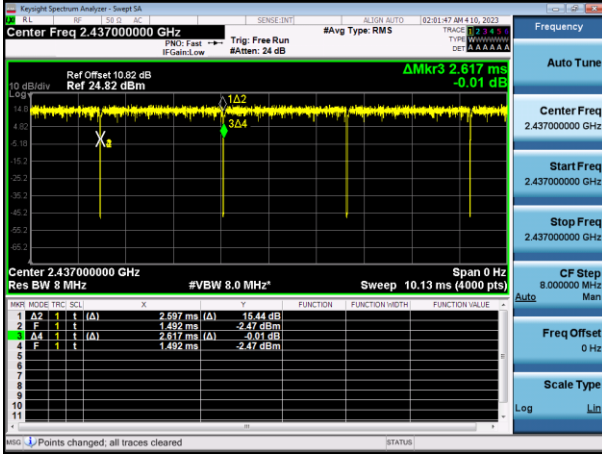 Keysight Spectrum Analyzer - Swept SA
RL RF 50 Ω AC SENSE:INT ALIGN AUTO 02:01:47 AM 4 10, 2023
Center Freq 2.437000000 GHz #Avg Type: RMS TRACE 1 2 3 4 5 6
PNO: Fast Trig: Free Run TYPE W W W W W W
IFGain:Low #Atten: 24 dB DET A A A A A A
ΔMkr3 2.617 ms
Ref Offset 10.82 dB -0.01 dB
10 dB/div Ref 24.82 dBm
Log
14.8
4.82
-5.18
-15.2
-25.2
-35.2
-45.2
-55.2
-65.2
1Δ2
3Δ4
Center 2.437000000 GHz Span 0 Hz
Res BW 8 MHz #VBW 8.0 MHz* Sweep 10.13 ms (4000 pts)
MKR MODE TRC SCL X Y FUNCTION FUNCTION WIDTH FUNCTION VALUE
1 Δ2 1 t (Δ) 2.597 ms (Δ) 15.44 dB
2 F 1 t 1.492 ms -2.47 dBm
3 Δ4 1 t (Δ) 2.617 ms (Δ) -0.01 dB
4 F 1 t 1.492 ms -2.47 dBm
5
6
7
8
9
10
11
MSG Points changed; all traces cleared STATUS
Frequency
Auto Tune
Center Freq
2.437000000 GHz
Start Freq
2.437000000 GHz
Stop Freq
2.437000000 GHz
CF Step
8.000000 MHz
Auto Man
Freq Offset
0 Hz
Scale Type
Log Lin